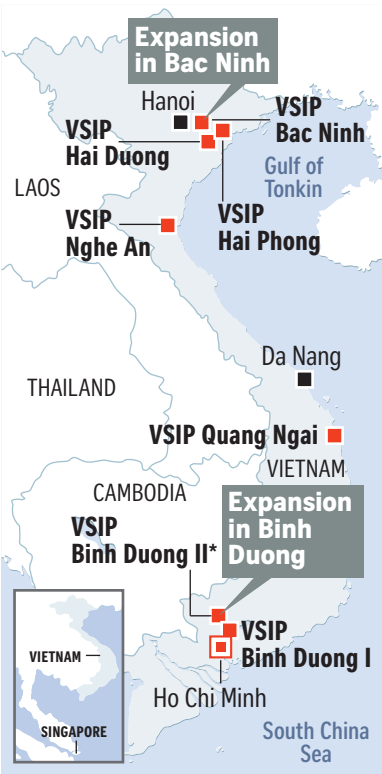 Expansion
in Bac Ninh
Hanoi
VSIP
Bac Ninh
VSIP
Hai Duong
Gulf of
Tonkin
LAOS
VSIP
Nghe An
VSIP
Hai Phong
Da Nang
THAILAND
VSIP Quang Ngai
VIETNAM
CAMBODIA
Expansion
in Binh
Duong
VSIP
Binh Duong II*
VSIP
Binh Duong I
VIETNAM
Ho Chi Minh
SINGAPORE
South China
Sea